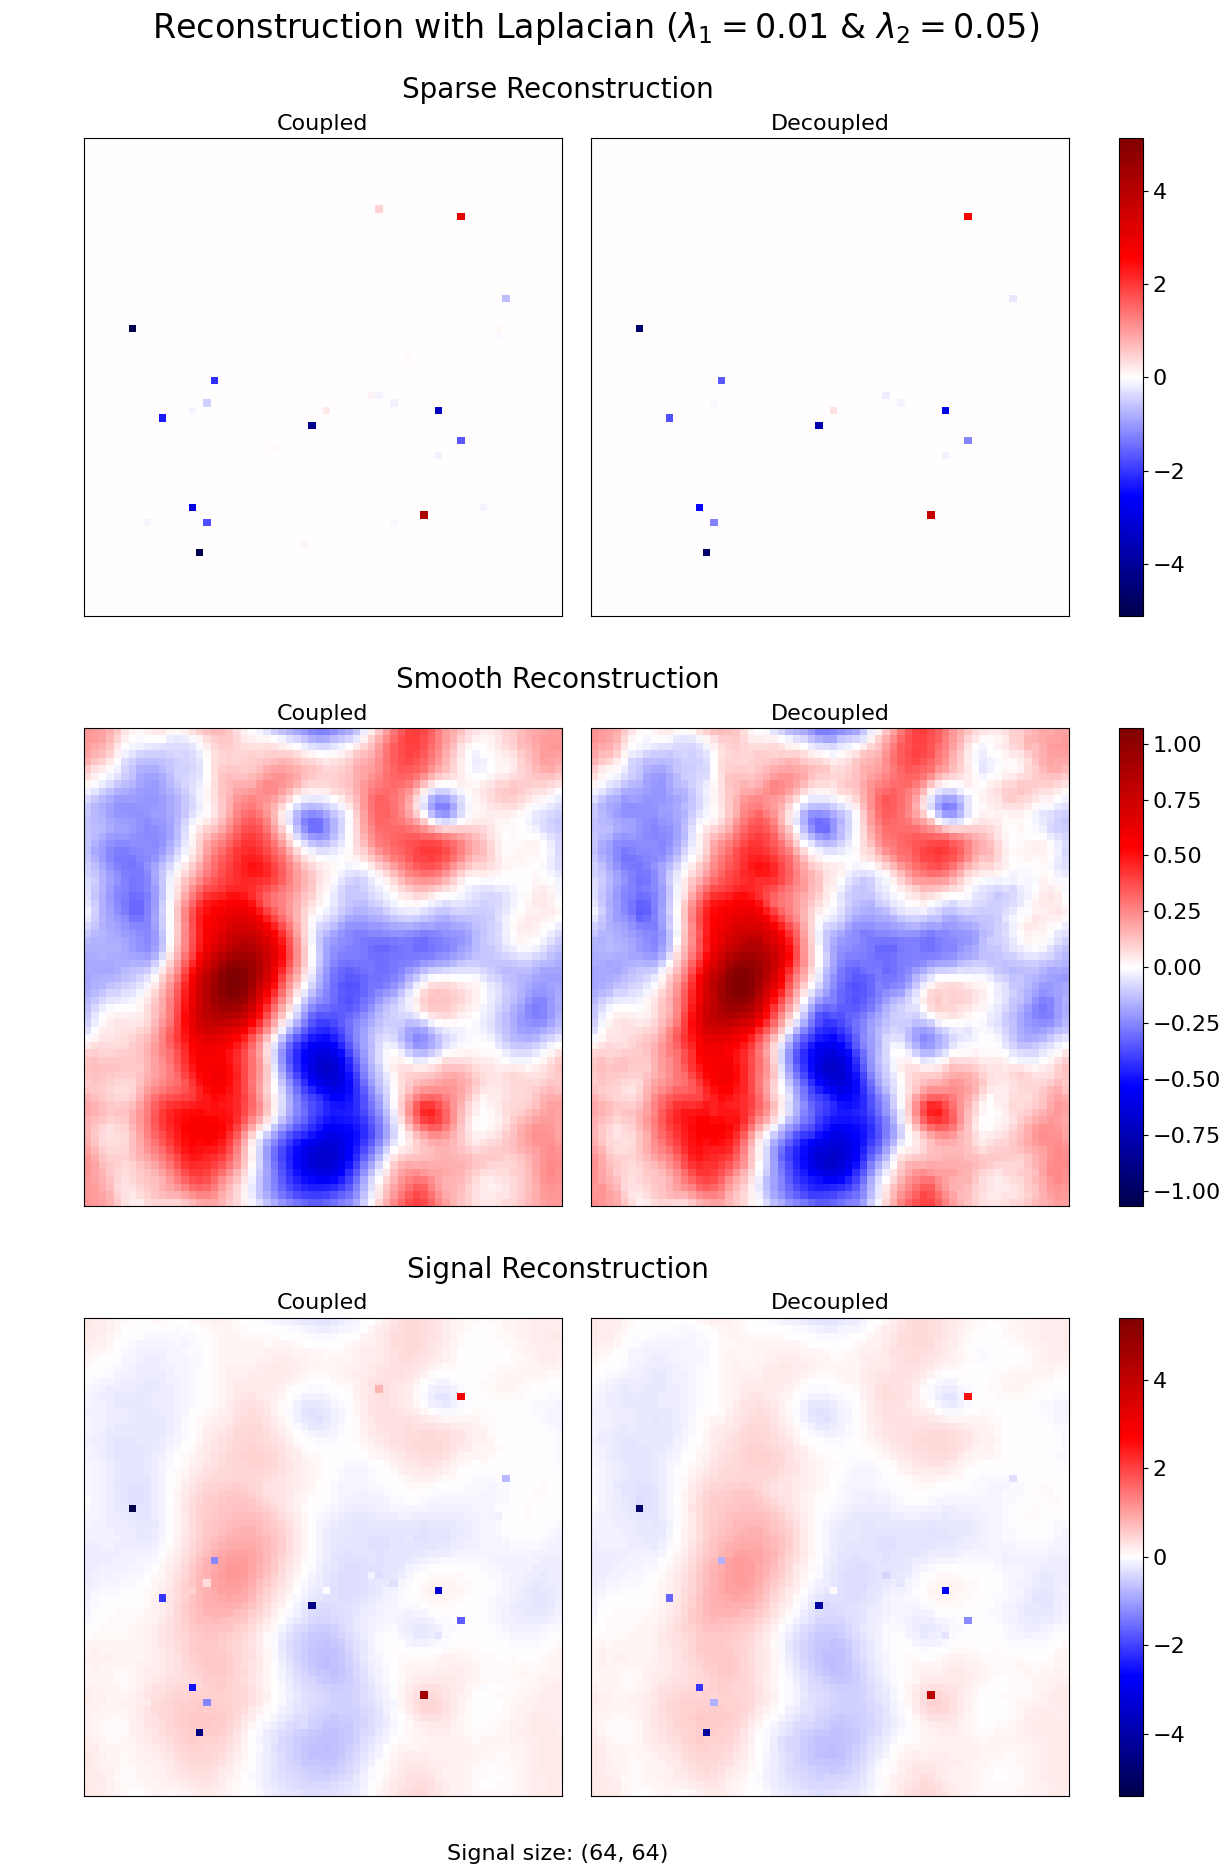 Reconstruction with Laplacian (λ₁ = 0.01 & λ₂ = 0.05)
Sparse Reconstruction
Coupled
Decoupled
4
2
0
−2
−4
Smooth Reconstruction
Coupled
Decoupled
1.00
0.75
0.50
0.25
0.00
−0.25
−0.50
−0.75
−1.00
Signal Reconstruction
Coupled
Decoupled
4
2
0
−2
−4
Signal size: (64, 64)